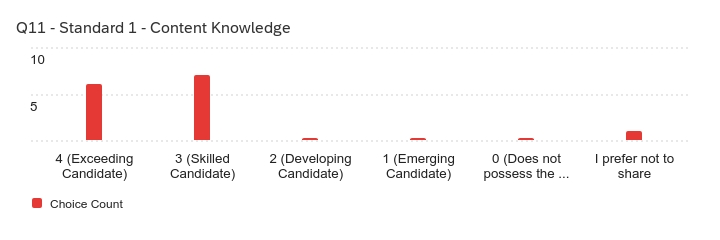 Q11 - Standard 1 - Content Knowledge
10
5
4 (Exceeding
Candidate)
3 (Skilled
Candidate)
2 (Developing
Candidate)
1 (Emerging
Candidate)
0 (Does not
possess the ...
I prefer not to
share
Choice Count